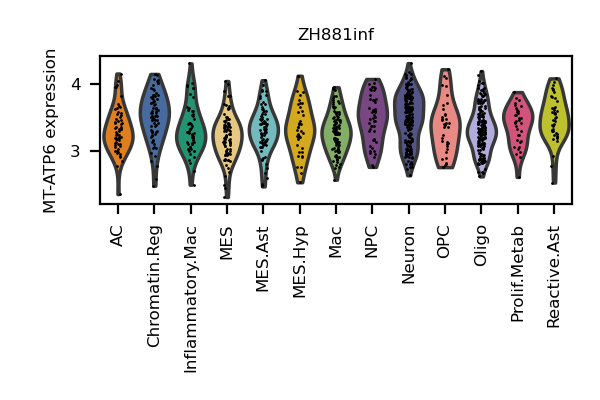 ZH881inf
MT-ATP6 expression
4
3
AC
Chromatin.Reg
Inflammatory.Mac
MES
MES.Ast
MES.Hyp
Mac
NPC
Neuron
OPC
Oligo
Prolif.Metab
Reactive.Ast